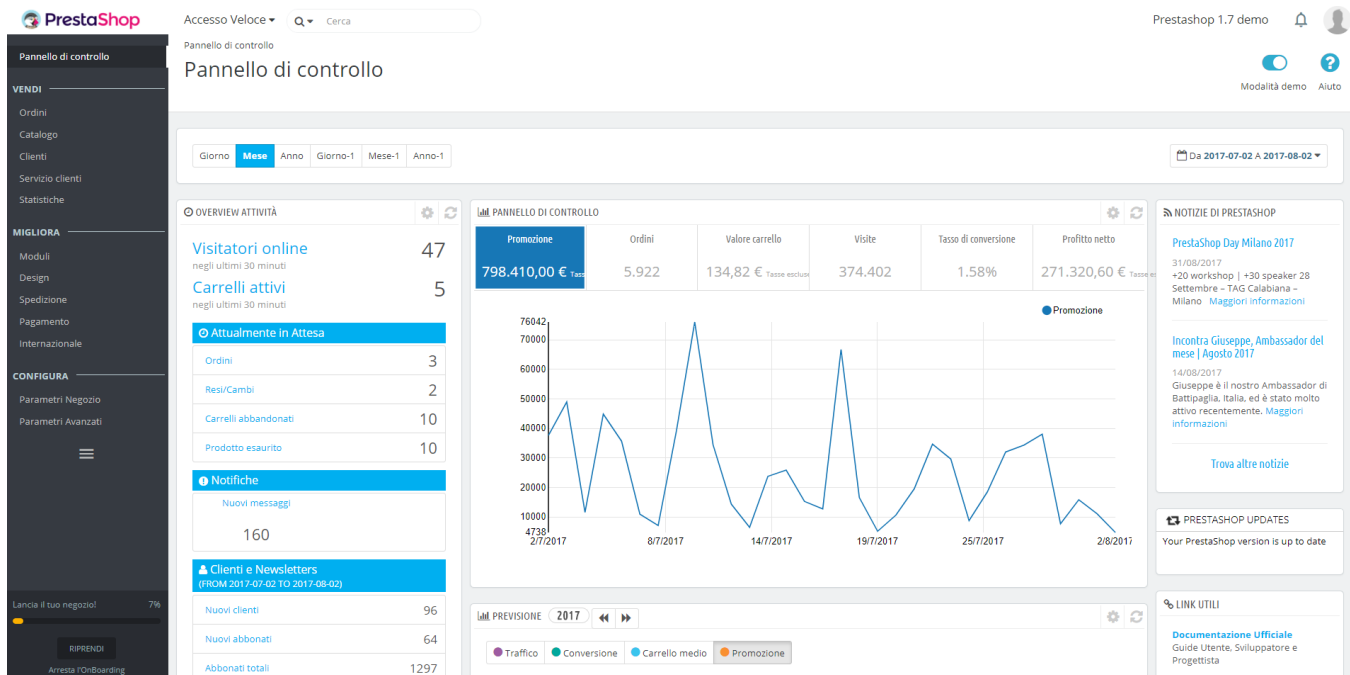 PrestaShop
Accesso Veloce
Cerca
Prestashop 1.7 demo
Pannello di controllo
Pannello di controllo
Modalità demo
Aiuto
Pannello di controllo
VENDI
Ordini
Catalogo
Clienti
Servizio clienti
Statistiche
MIGLIORA
Moduli
Design
Spedizione
Pagamento
Internazionale
CONFIGURA
Parametri Negozio
Parametri Avanzati
Lancia il tuo negozio! 7%
RIPRENDI
Arresta l'OnBoarding
Giorno Mese Anno Giorno-1 Mese-1 Anno-1
Da 2017-07-02 A 2017-08-02
OVERVIEW ATTIVITÀ
Visitatori online 47
negli ultimi 30 minuti
Carrelli attivi 5
negli ultimi 30 minuti
Attualmente in Attesa
Ordini 3
Resi/Cambi 2
Carrelli abbandonati 10
Prodotto esaurito 10
Notifiche
Nuovi messaggi
160
Clienti e Newsletters
(FROM 2017-07-02 TO 2017-08-02)
Nuovi clienti 96
Nuovi abbonati 64
Abbonati totali 1297
PANNELLO DI CONTROLLO
Promozione Ordini Valore carrello Visite Tasso di conversione Profitto netto
798.410,00 € Tass 5.922 134,82 € Tasse escluse 374.402 1.58% 271.320,60 € Tasse es
Promozione
76042
70000
60000
50000
40000
30000
20000
10000
4738
2/7/2017 8/7/2017 14/7/2017 19/7/2017 25/7/2017 2/8/2017
PREVISIONE 2017
Traffico Conversione Carrello medio Promozione
NOTIZIE DI PRESTASHOP
PrestaShop Day Milano 2017
31/08/2017
+20 workshop | +30 speaker 28
Settembre – TAG Calabiana –
Milano Maggiori informazioni
Incontra Giuseppe, Ambassador del
mese | Agosto 2017
14/08/2017
Giuseppe è il nostro Ambassador di
Battipaglia, Italia, ed è stato molto
attivo recentemente. Maggiori
informazioni
Trova altre notizie
PRESTASHOP UPDATES
Your PrestaShop version is up to date
LINK UTILI
Documentazione Ufficiale
Guide Utente, Sviluppatore e
Progettista